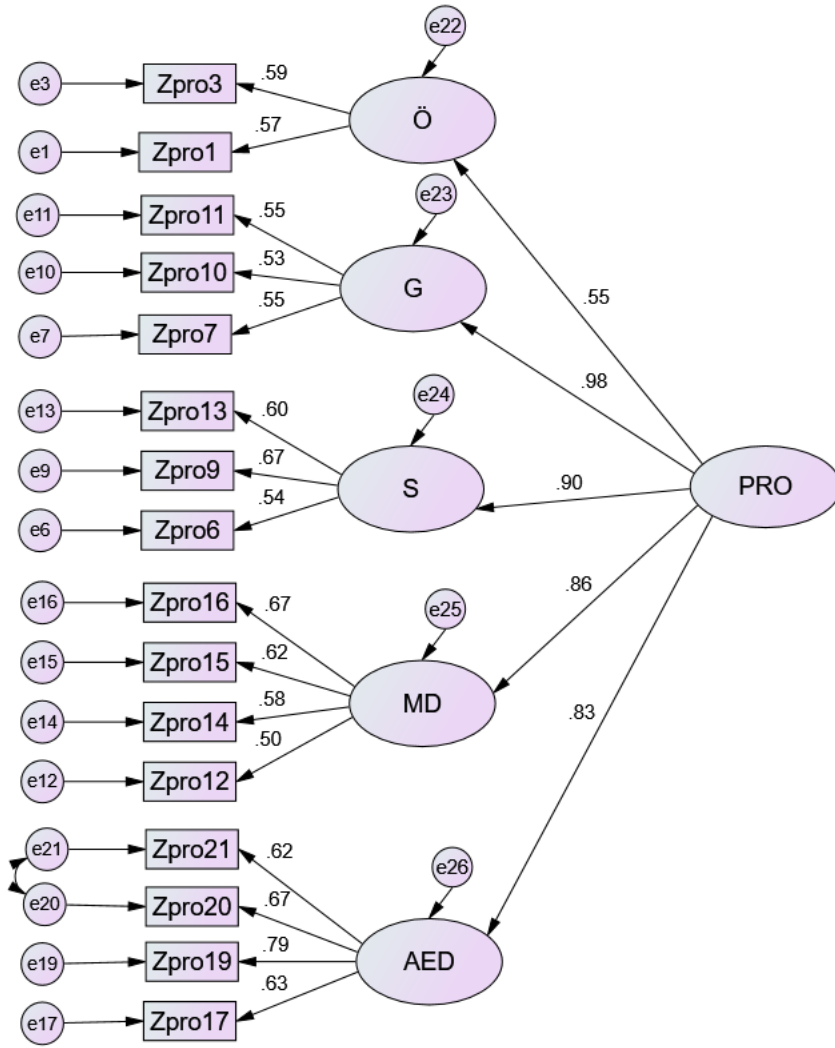 e22
e3 Zpro3 .59 Ö
e1 Zpro1 .57
e23
e11 Zpro11 .55
e10 Zpro10 .53 G .55
e7 Zpro7 .55
.98
e24
e13 Zpro13 .60
e9 Zpro9 .67 S .90 PRO
e6 Zpro6 .54
e16 Zpro16 .67 e25 .86
e15 Zpro15 .62
e14 Zpro14 .58 MD .83
e12 Zpro12 .50
e21 Zpro21 .62 e26
e20 Zpro20 .67
e19 Zpro19 .79 AED
e17 Zpro17 .63